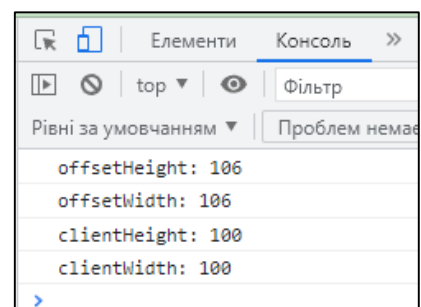 Елементи Консоль »
top ▼ Фільтр
Рівні за умовчанням ▼ Проблем немає
offsetHeight: 106
offsetWidth: 106
clientHeight: 100
clientWidth: 100
>